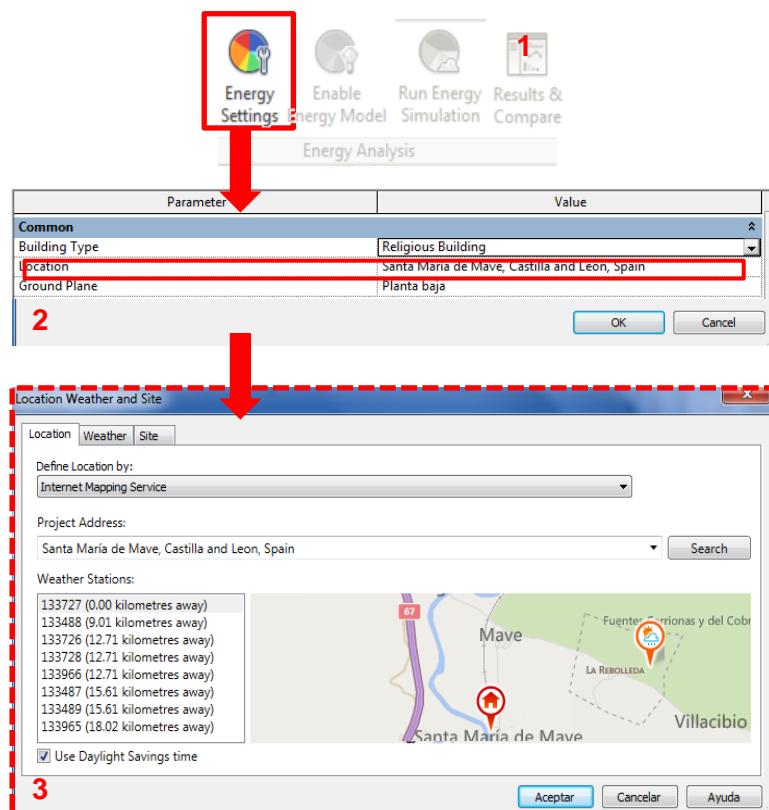 1
Energy Settings
Enable Energy Model
Run Energy Simulation
Results & Compare
Energy Analysis
Parameter Value
Common
Building Type Religious Building
Location Santa María de Mave, Castilla and Leon, Spain
Ground Plane Planta baja
2
OK Cancel
Location Weather and Site
x
Location Weather Site
Define Location by:
Internet Mapping Service
Project Address:
Santa María de Mave, Castilla and Leon, Spain Search
Weather Stations:
133727 (0.00 kilometres away)
133488 (9.01 kilometres away)
133726 (12.71 kilometres away)
133728 (12.71 kilometres away)
133966 (12.71 kilometres away)
133487 (15.61 kilometres away)
133489 (15.61 kilometres away)
133965 (18.02 kilometres away)
67
Mave
Fuentes Carrionas y del Cobr
LA REBOLLEDA
Villacibio
Santa María de Mave
Use Daylight Savings time
3
Aceptar Cancelar Ayuda